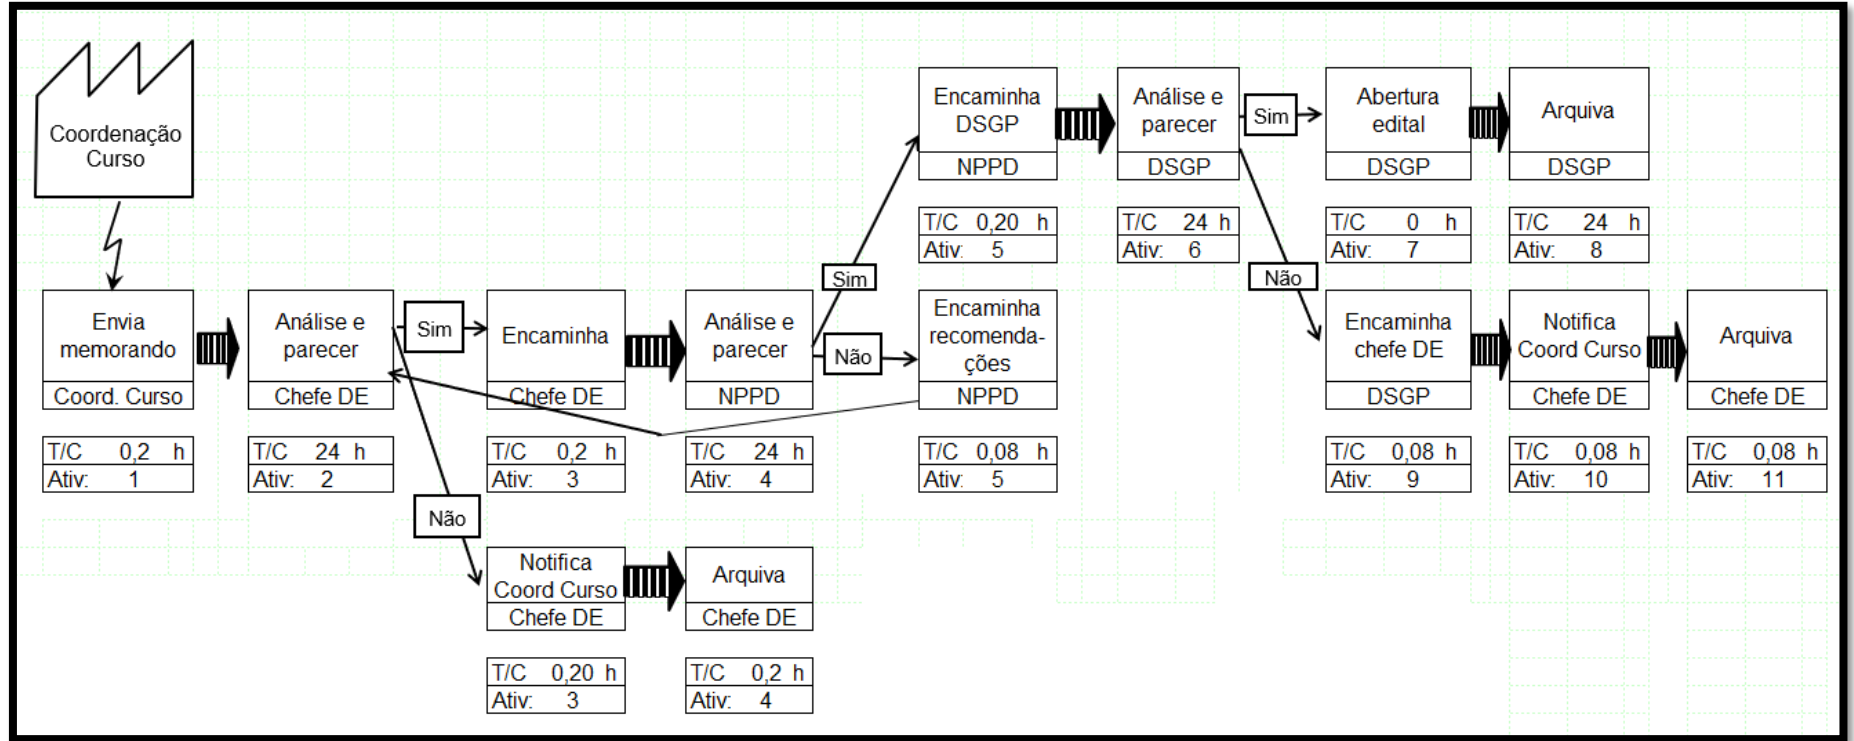 Coordenação
Curso
Envia
memorando
Coord. Curso
T/C 0,2 h
Ativ: 1
Análise e
parecer
Chefe DE
T/C 24 h
Ativ: 2
Sim
Não
Encaminha
Chefe DE
T/C 0,2 h
Ativ: 3
Análise e
parecer
NPPD
T/C 24 h
Ativ: 4
Notifica
Coord Curso
Chefe DE
T/C 0,20 h
Ativ: 3
Arquiva
Chefe DE
T/C 0,2 h
Ativ: 4
Sim
Não
Encaminha
DSGP
NPPD
T/C 0,20 h
Ativ: 5
Encaminha
recomenda-
ções
NPPD
T/C 0,08 h
Ativ: 5
Análise e
parecer
DSGP
T/C 24 h
Ativ: 6
Sim
Não
Abertura
edital
DSGP
T/C 0 h
Ativ: 7
Arquiva
DSGP
T/C 24 h
Ativ: 8
Encaminha
chefe DE
DSGP
T/C 0,08 h
Ativ: 9
Notifica
Coord Curso
Chefe DE
T/C 0,08 h
Ativ: 10
Arquiva
Chefe DE
T/C 0,08 h
Ativ: 11